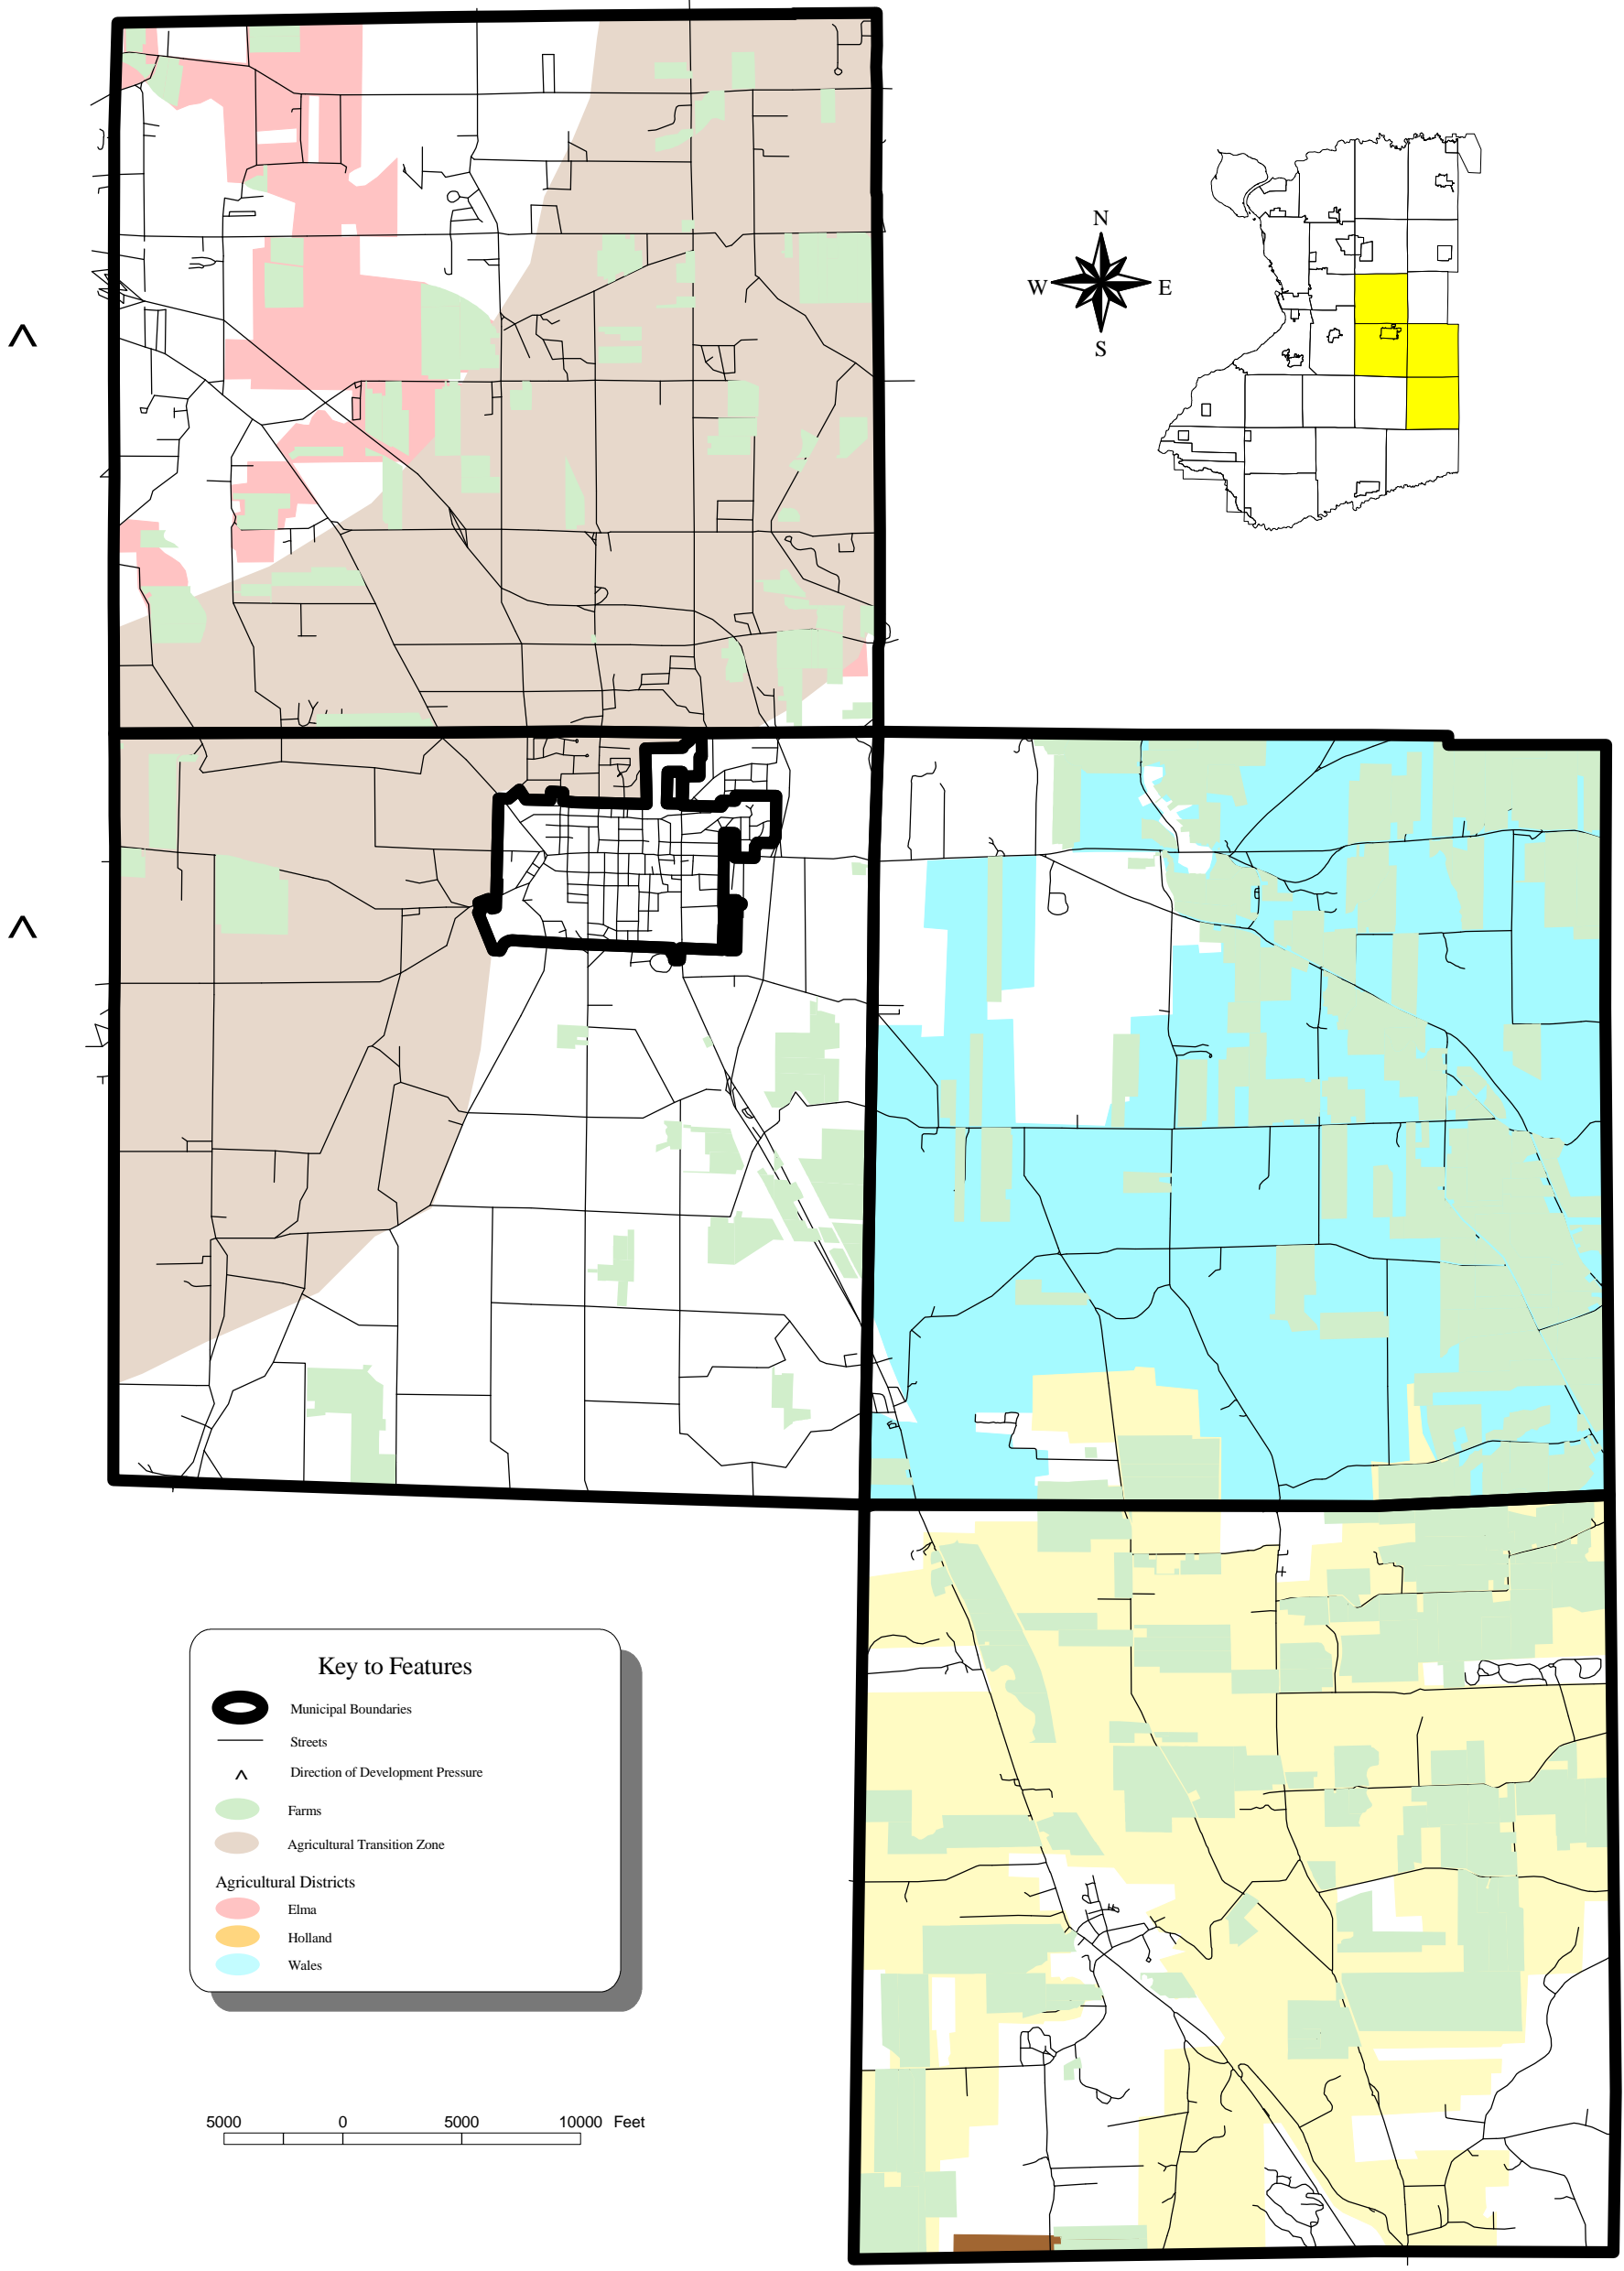 N
W E
S
Key to Features
Municipal Boundaries
Streets
Direction of Development Pressure
Farms
Agricultural Transition Zone
Agricultural Districts
Elma
Holland
Wales
5000 0 5000 10000 Feet